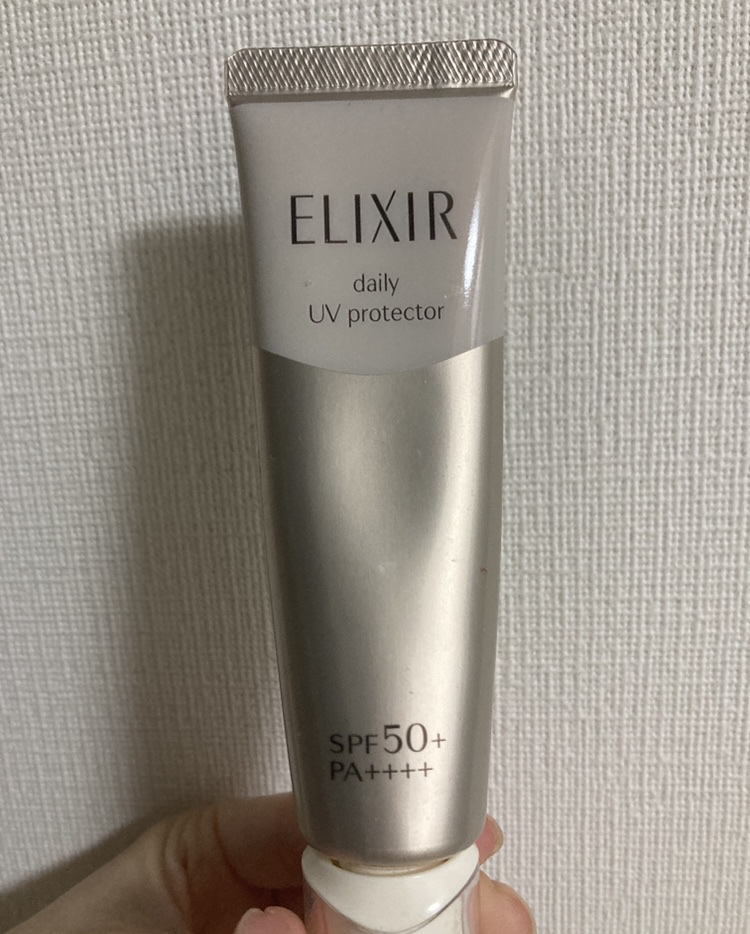 ELIXIR
daily
UV protector
SPF50+
PA++++